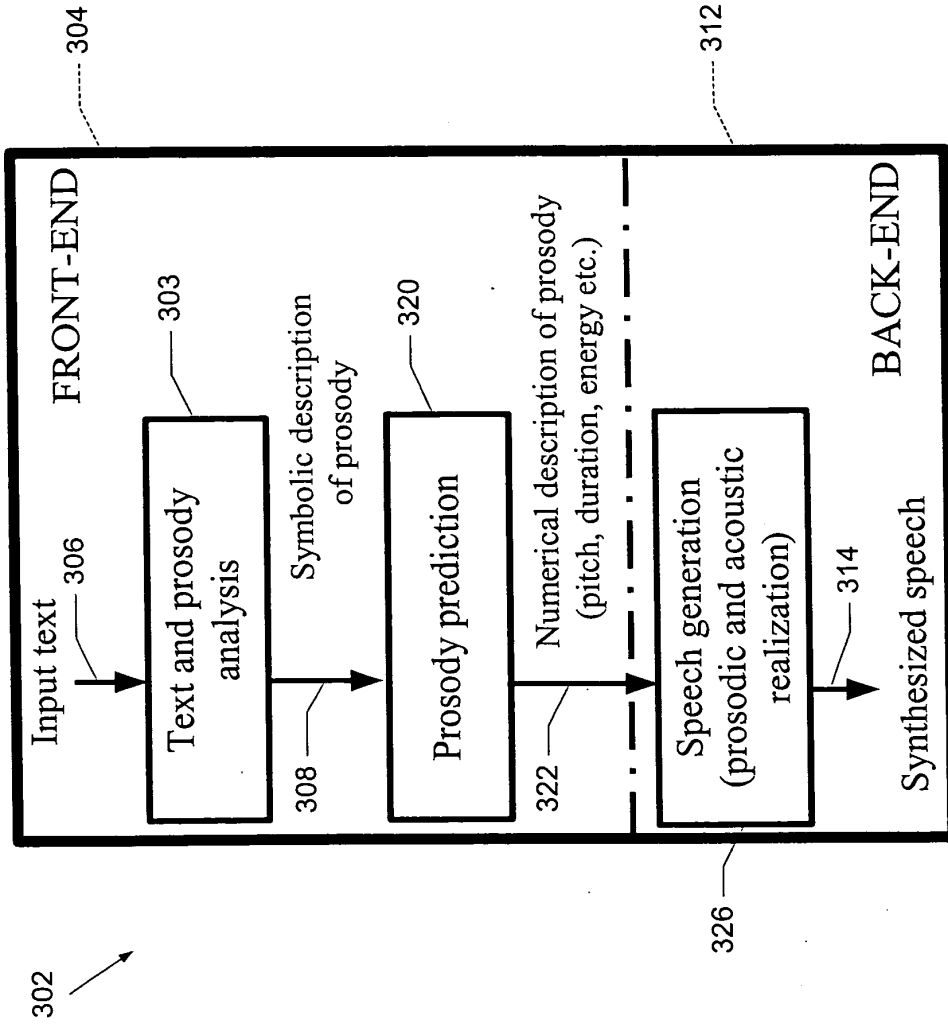 302
304
FRONT-END
Input text
306
303
Text and prosody
analysis
308
Symbolic description
of prosody
320
Prosody prediction
322
Numerical description of prosody
(pitch, duration, energy etc.)
312
326
Speech generation
(prosodic and acoustic
realization)
314
Synthesized speech
BACK-END